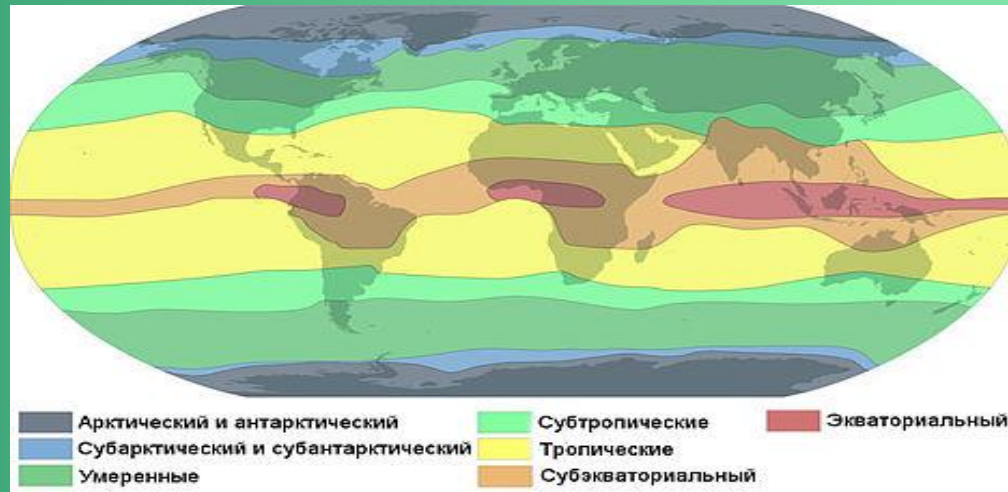 Арктический и антарктический
Субарктический и субантарктический
Умеренные
Субтропические
Тропические
Субэкваториальный
Экваториальный